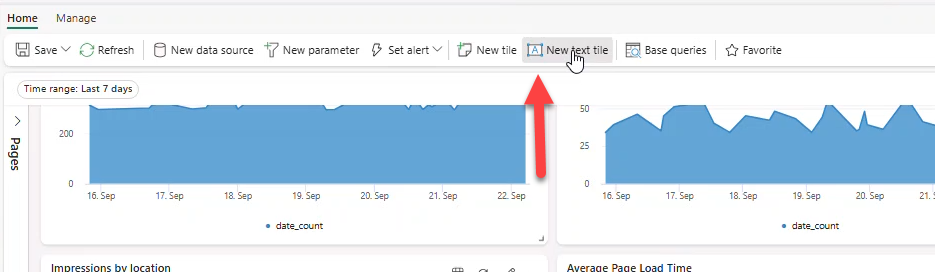 Home Manage
Save Refresh New data source New parameter Set alert New tile New text tile Base queries Favorite
Time range: Last 7 days
Pages
200
0
16. Sep 17. Sep 18. Sep 19. Sep 20. Sep 21. Sep 22. Sep
date_count
50
25
0
16. Sep 17. Sep 18. Sep 19. Sep 20. Sep 21.
date_count
Impressions by location
Average Page Load Time